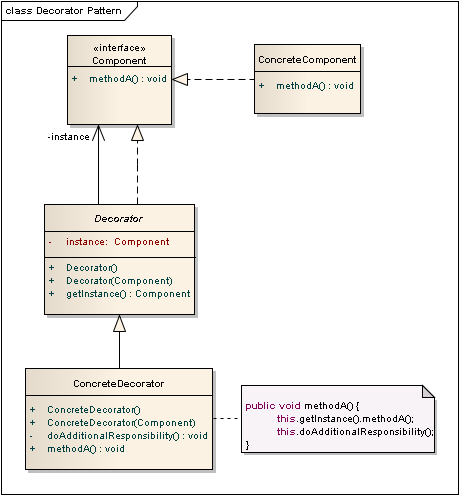 class Decorator Pattern
«interface»
Component
+ methodA() : void
ConcreteComponent
+ methodA() : void
-instance
Decorator
- instance: Component
+ Decorator()
+ Decorator(Component)
+ getInstance() : Component
ConcreteDecorator
+ ConcreteDecorator()
+ ConcreteDecorator(Component)
- doAdditionalResponsibility() : void
+ methodA() : void
public void methodA() {
this.getInstance().methodA();
this.doAdditionalResponsibility();
}